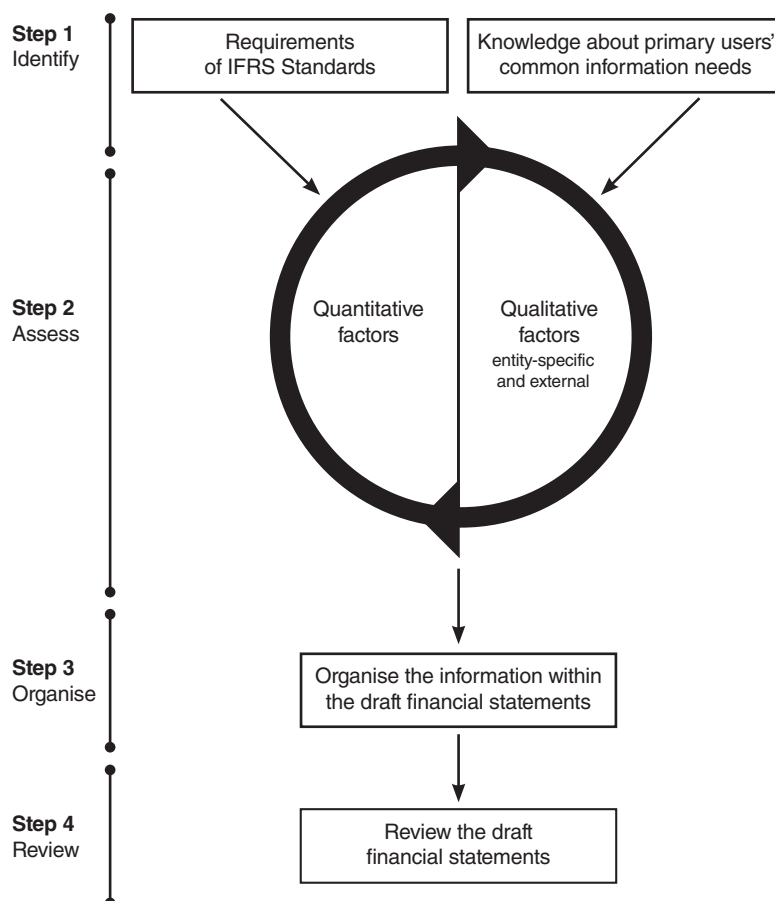 Step 1
Identify
Requirements
of IFRS Standards
Knowledge about primary users'
common information needs
Step 2
Assess
Quantitative
factors
Qualitative
factors
entity-specific
and external
Step 3
Organise
Organise the information within
the draft financial statements
Step 4
Review
Review the draft
financial statements